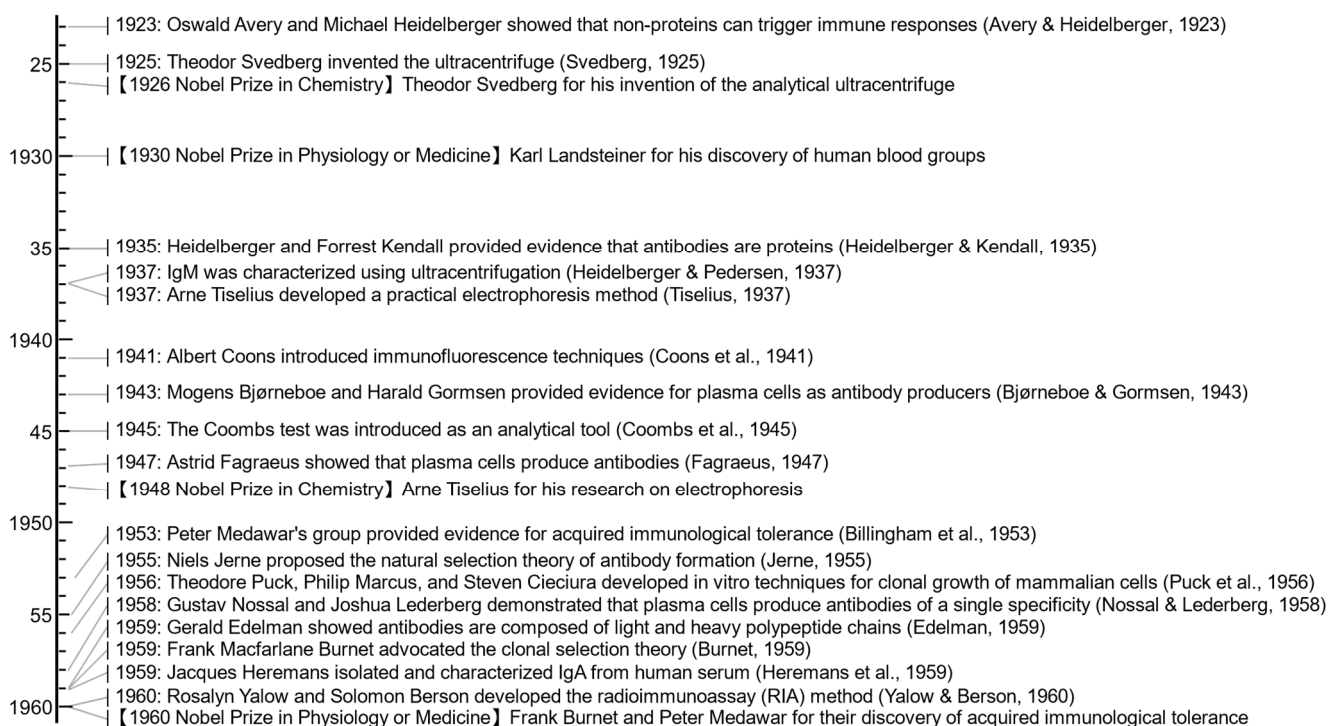 1923: Oswald Avery and Michael Heidelberger showed that non-proteins can trigger immune responses (Avery & Heidelberger, 1923)
25
1925: Theodor Svedberg invented the ultracentrifuge (Svedberg, 1925)
【1926 Nobel Prize in Chemistry】 Theodor Svedberg for his invention of the analytical ultracentrifuge
1930
【1930 Nobel Prize in Physiology or Medicine】 Karl Landsteiner for his discovery of human blood groups
35
1935: Heidelberger and Forrest Kendall provided evidence that antibodies are proteins (Heidelberger & Kendall, 1935)
1937: IgM was characterized using ultracentrifugation (Heidelberger & Pedersen, 1937)
1937: Arne Tiselius developed a practical electrophoresis method (Tiselius, 1937)
1940
1941: Albert Coons introduced immunofluorescence techniques (Coons et al., 1941)
1943: Mogens Bjørneboe and Harald Gormsen provided evidence for plasma cells as antibody producers (Bjørneboe & Gormsen, 1943)
45
1945: The Coombs test was introduced as an analytical tool (Coombs et al., 1945)
1947: Astrid Fagraeus showed that plasma cells produce antibodies (Fagraeus, 1947)
【1948 Nobel Prize in Chemistry】 Arne Tiselius for his research on electrophoresis
1950
1953: Peter Medawar's group provided evidence for acquired immunological tolerance (Billingham et al., 1953)
1955: Niels Jerne proposed the natural selection theory of antibody formation (Jerne, 1955)
1956: Theodore Puck, Philip Marcus, and Steven Cieciura developed in vitro techniques for clonal growth of mammalian cells (Puck et al., 1956)
1958: Gustav Nossal and Joshua Lederberg demonstrated that plasma cells produce antibodies of a single specificity (Nossal & Lederberg, 1958)
55
1959: Gerald Edelman showed antibodies are composed of light and heavy polypeptide chains (Edelman, 1959)
1959: Frank Macfarlane Burnet advocated the clonal selection theory (Burnet, 1959)
1959: Jacques Heremans isolated and characterized IgA from human serum (Heremans et al., 1959)
1960: Rosalyn Yalow and Solomon Berson developed the radioimmunoassay (RIA) method (Yalow & Berson, 1960)
1960
【1960 Nobel Prize in Physiology or Medicine】 Frank Burnet and Peter Medawar for their discovery of acquired immunological tolerance